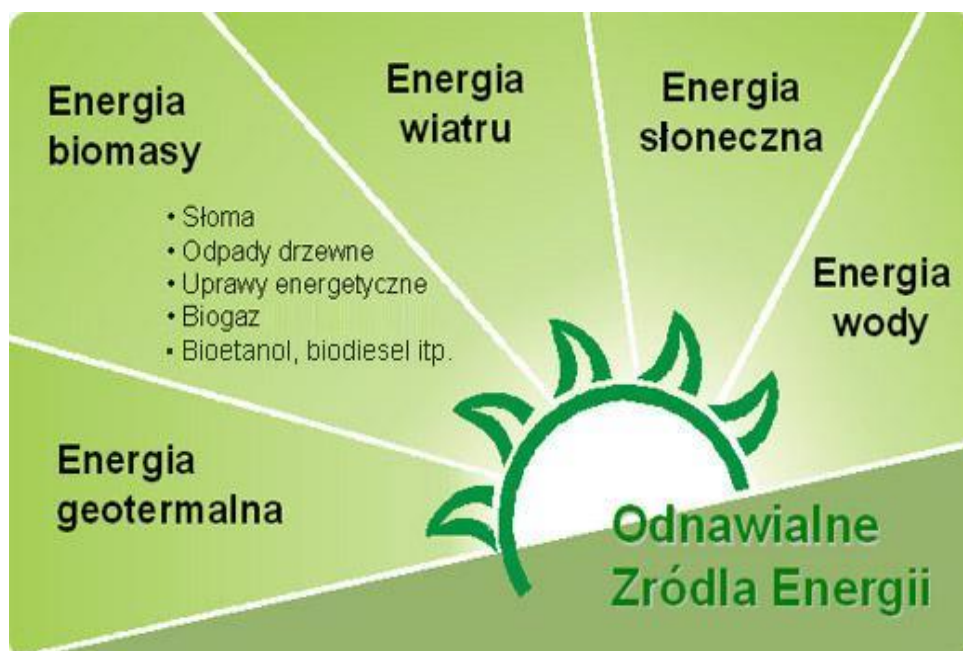 Energia
biomasy
• Słoma
• Odpady drzewne
• Uprawy energetyczne
• Biogaz
• Bioetanol, biodiesel itp.
Energia
wiatru
Energia
słoneczna
Energia
wody
Energia
geotermalna
Odnawialne
Zródla Energii